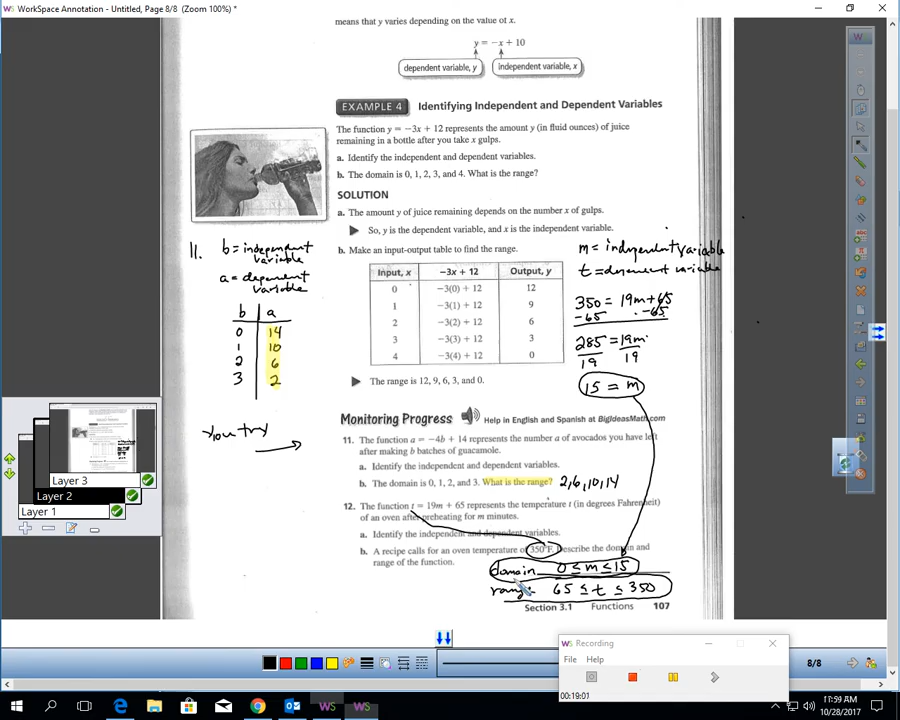 WorkSpace Annotation - Untitled, Page 8/8 (Zoom 100%) *
means that y varies depending on the value of x.
y = −x + 10
dependent variable, y
independent variable, x
EXAMPLE 4 Identifying Independent and Dependent Variables
The function y = −3x + 12 represents the amount y (in fluid ounces) of juice
remaining in a bottle after you take x gulps.
a. Identify the independent and dependent variables.
b. The domain is 0, 1, 2, 3, and 4. What is the range?
SOLUTION
a. The amount y of juice remaining depends on the number x of gulps.
So, y is the dependent variable, and x is the independent variable.
b. Make an input-output table to find the range.
Input, x −3x + 12 Output, y
0 −3(0) + 12 12
1 −3(1) + 12 9
2 −3(2) + 12 6
3 −3(3) + 12 3
4 −3(4) + 12 0
The range is 12, 9, 6, 3, and 0.
11. b = independent
variable
a = dependent
variable
b a
0 14
1 10
2 6
3 2
you try
m = independent variable
t = dependent variable
350 = 19m + 65
-65 -65
285 = 19m
19 19
15 = m
Monitoring Progress Help in English and Spanish at BigIdeasMath.com
11. The function a = −4b + 14 represents the number a of avocados you have left
after making b batches of guacamole.
a. Identify the independent and dependent variables.
b. The domain is 0, 1, 2, and 3. What is the range? 2, 6, 10, 14
12. The function t = 19m + 65 represents the temperature t (in degrees Fahrenheit)
of an oven after preheating for m minutes.
a. Identify the independent and dependent variables.
b. A recipe calls for an oven temperature of 350°F. Describe the domain and
range of the function.
domain 0 ≤ m ≤ 15
range 65 ≤ t ≤ 350
Section 3.1 Functions 107
Layer 3
Layer 2
Layer 1
Recording
File Help
00:19:01
8/8
11:59 AM
10/28/2017